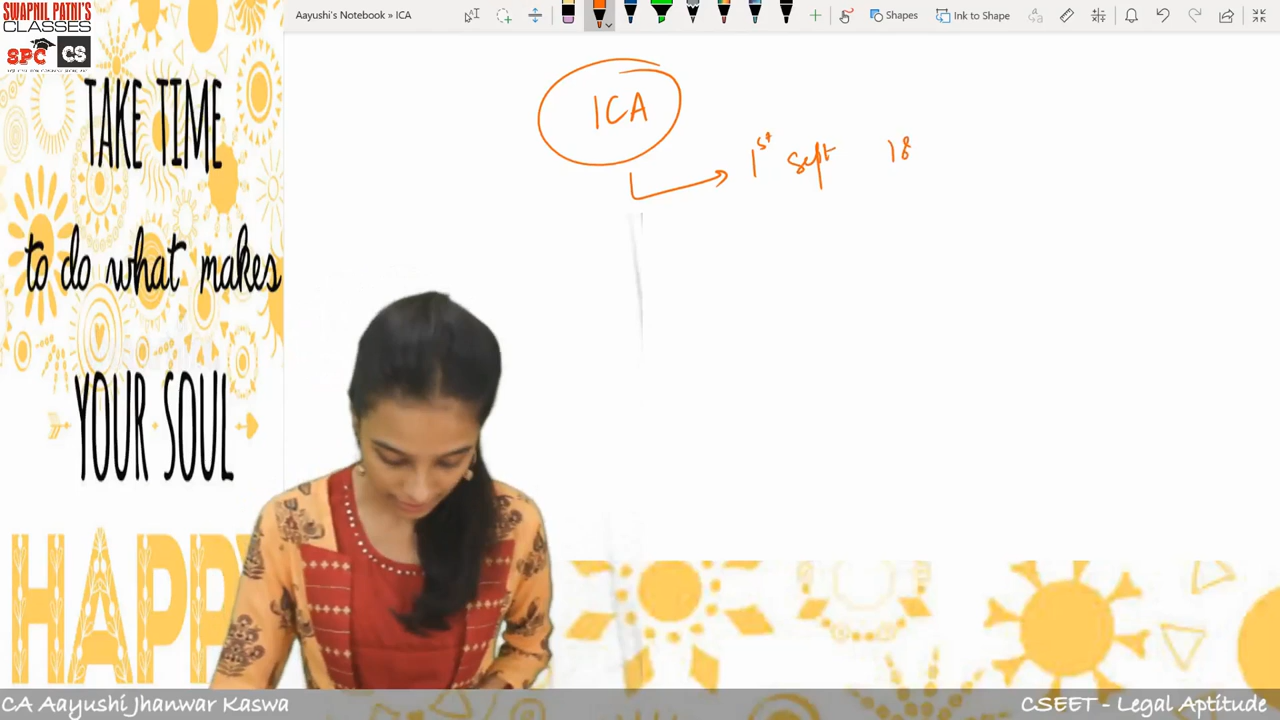 SWAPNIL PATNI'S
CLASSES
SPC CS
Aayushi's Notebook » ICA
Shapes
Ink to Shape
TAKE TIME
to do what makes
YOUR SOUL
HAPPY
ICA
1st Sept 18
CA Aayushi Jhanwar Kaswa
CSEET - Legal Aptitude